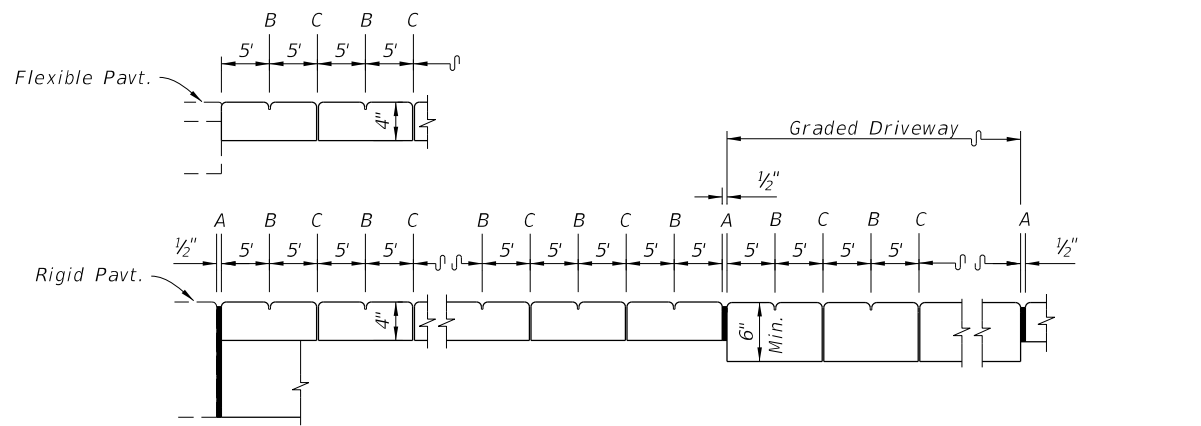 B C B C
5' 5' 5' 5'
Flexible Pavt.
4"
Graded Driveway
½"
A B C B C B C B C B A B C B C A
½" 5' 5' 5' 5' 5' 5' 5' 5' 5' 5' 5' 5' 5' ½"
Rigid Pavt.
4"
6"
Min.